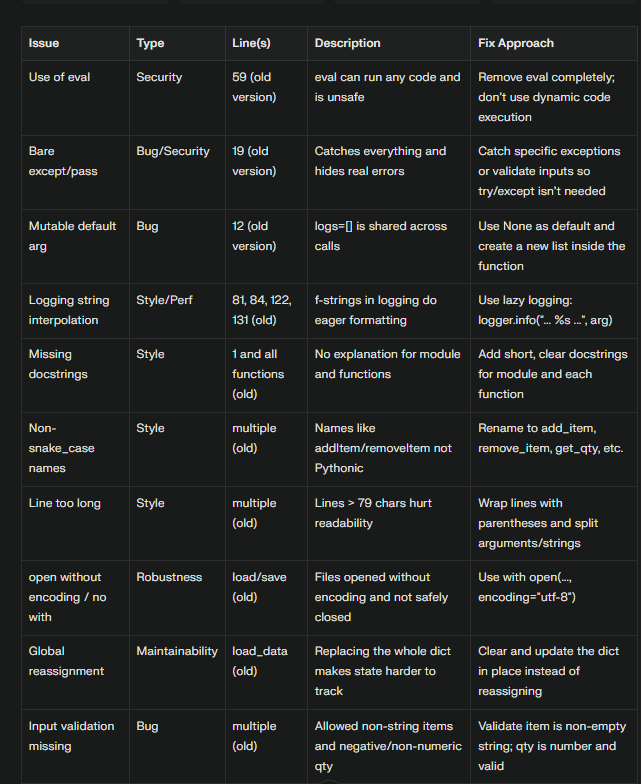 Issue Type Line(s) Description Fix Approach
Use of eval Security 59 (old eval can run any code and Remove eval completely;
version) is unsafe don't use dynamic code
execution
Bare Bug/Security 19 (old Catches everything and Catch specific exceptions
except/pass version) hides real errors or validate inputs so
try/except isn't needed
Mutable default Bug 12 (old logs=[] is shared across Use None as default and
arg version) calls create a new list inside the
function
Logging string Style/Perf 81, 84, 122, f-strings in logging do Use lazy logging:
interpolation 131 (old) eager formatting logger.info("... %s ...", arg)
Missing Style 1 and all No explanation for module Add short, clear docstrings
docstrings functions and functions for module and each
(old) function
Non- Style multiple Names like Rename to add_item,
snake_case (old) addItem/removeItem not remove_item, get_qty, etc.
names Pythonic
Line too long Style multiple Lines > 79 chars hurt Wrap lines with
(old) readability parentheses and split
arguments/strings
open without Robustness load/save Files opened without Use with open(...,
encoding / no (old) encoding and not safely encoding="utf-8")
with closed
Global Maintainability load_data Replacing the whole dict Clear and update the dict
reassignment (old) makes state harder to in place instead of
track reassigning
Input validation Bug multiple Allowed non-string items Validate item is non-empty
missing (old) and negative/non-numeric string; qty is number and
qty valid